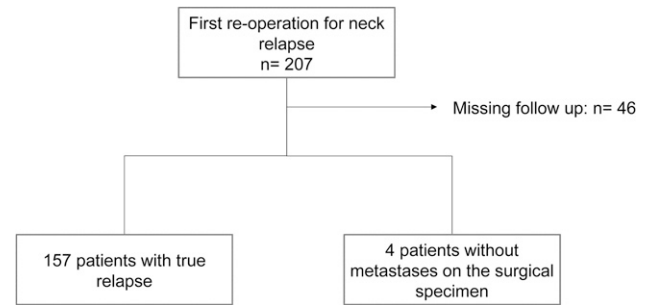 First re-operation for neck
relapse
n= 207
Missing follow up: n= 46
157 patients with true
relapse
4 patients without
metastases on the surgical
specimen